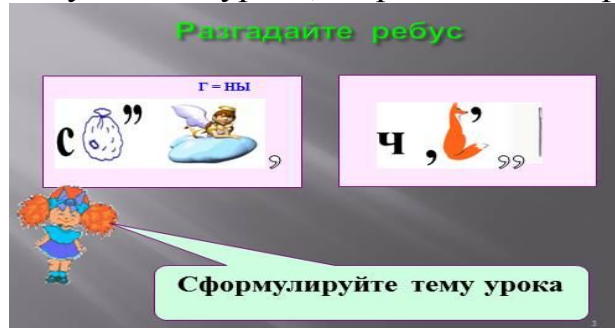 Разгадайте ребус
Г = НЫ
с ” ,
ч , ’ ,,
Сформулируйте тему урока